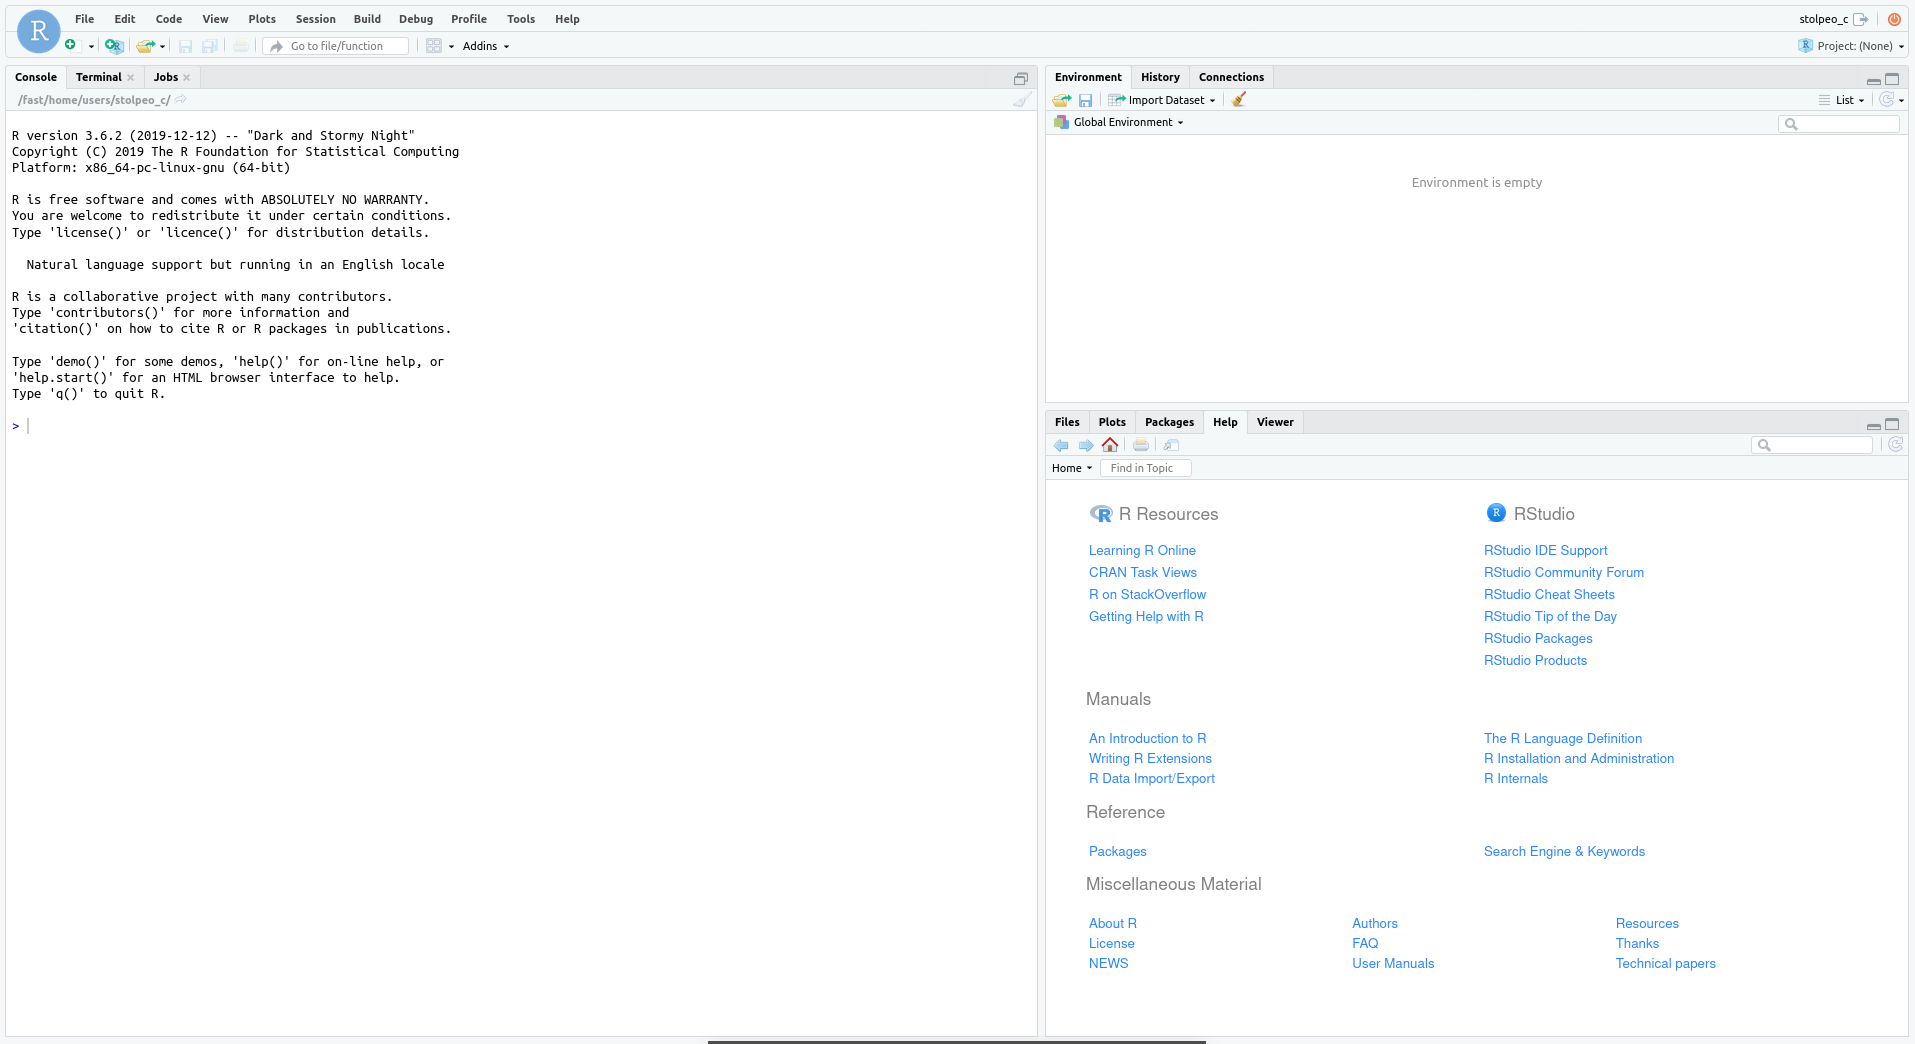 R
File Edit Code View Plots Session Build Debug Profile Tools Help
stolpeo_c
Go to file/function
Addins
Project: (None)
Console Terminal Jobs
/fast/home/users/stolpeo_c/
R version 3.6.2 (2019-12-12) -- "Dark and Stormy Night"
Copyright (C) 2019 The R Foundation for Statistical Computing
Platform: x86_64-pc-linux-gnu (64-bit)
R is free software and comes with ABSOLUTELY NO WARRANTY.
You are welcome to redistribute it under certain conditions.
Type 'license()' or 'licence()' for distribution details.
Natural language support but running in an English locale
R is a collaborative project with many contributors.
Type 'contributors()' for more information and
'citation()' on how to cite R or R packages in publications.
Type 'demo()' for some demos, 'help()' for on-line help, or
'help.start()' for an HTML browser interface to help.
Type 'q()' to quit R.
>
Environment History Connections
Import Dataset
List
Global Environment
Environment is empty
Files Plots Packages Help Viewer
Home
Find in Topic
R R Resources
Learning R Online
CRAN Task Views
R on StackOverflow
Getting Help with R
R RStudio
RStudio IDE Support
RStudio Community Forum
RStudio Cheat Sheets
RStudio Tip of the Day
RStudio Packages
RStudio Products
Manuals
An Introduction to R
Writing R Extensions
R Data Import/Export
The R Language Definition
R Installation and Administration
R Internals
Reference
Packages
Search Engine & Keywords
Miscellaneous Material
About R
License
NEWS
Authors
FAQ
User Manuals
Resources
Thanks
Technical papers